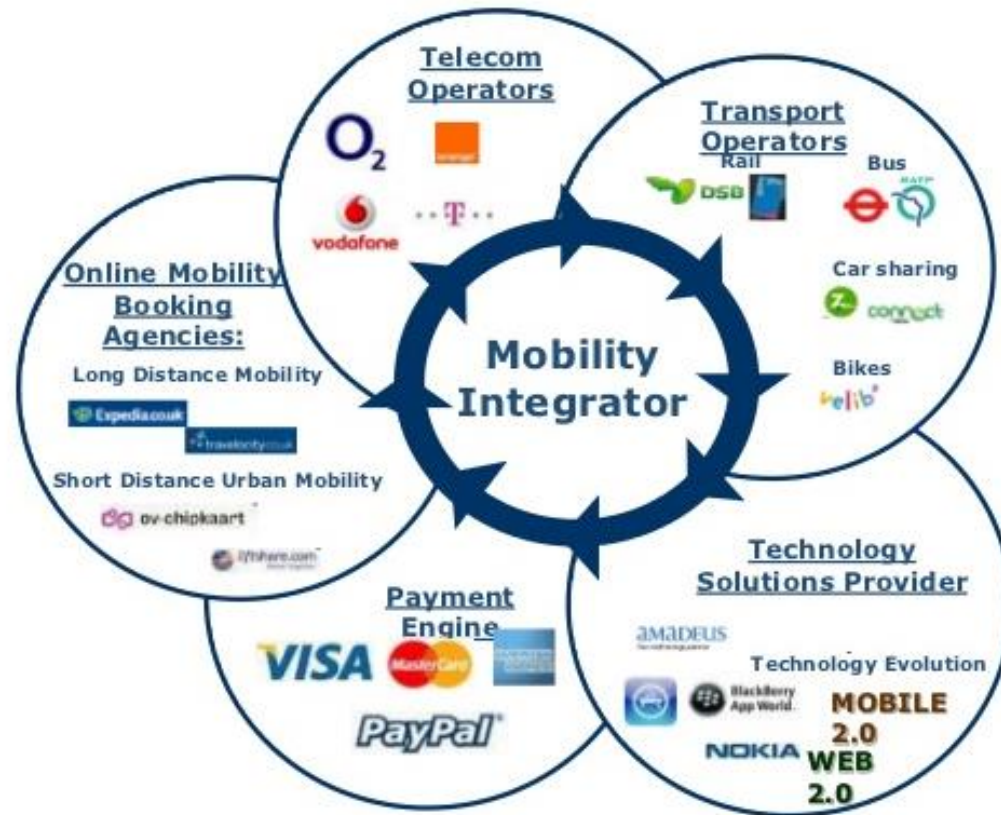 Telecom
Operators
O2
orange
vodafone
T
Transport
Operators
Rail
Bus
DSB
RATP
Car sharing
Z
connect
Bikes
velib'
Online Mobility
Booking
Agencies:
Long Distance Mobility
Expedia.co.uk
travelocity.co.uk
Short Distance Urban Mobility
ov-chipkaart
liftshare.com
Mobility
Integrator
Technology
Solutions Provider
amadeus
Technology Evolution
BlackBerry
App World.
MOBILE
2.0
NOKIA
WEB
2.0
Payment
Engine
VISA
MasterCard
AMERICAN
EXPRESS
PayPal